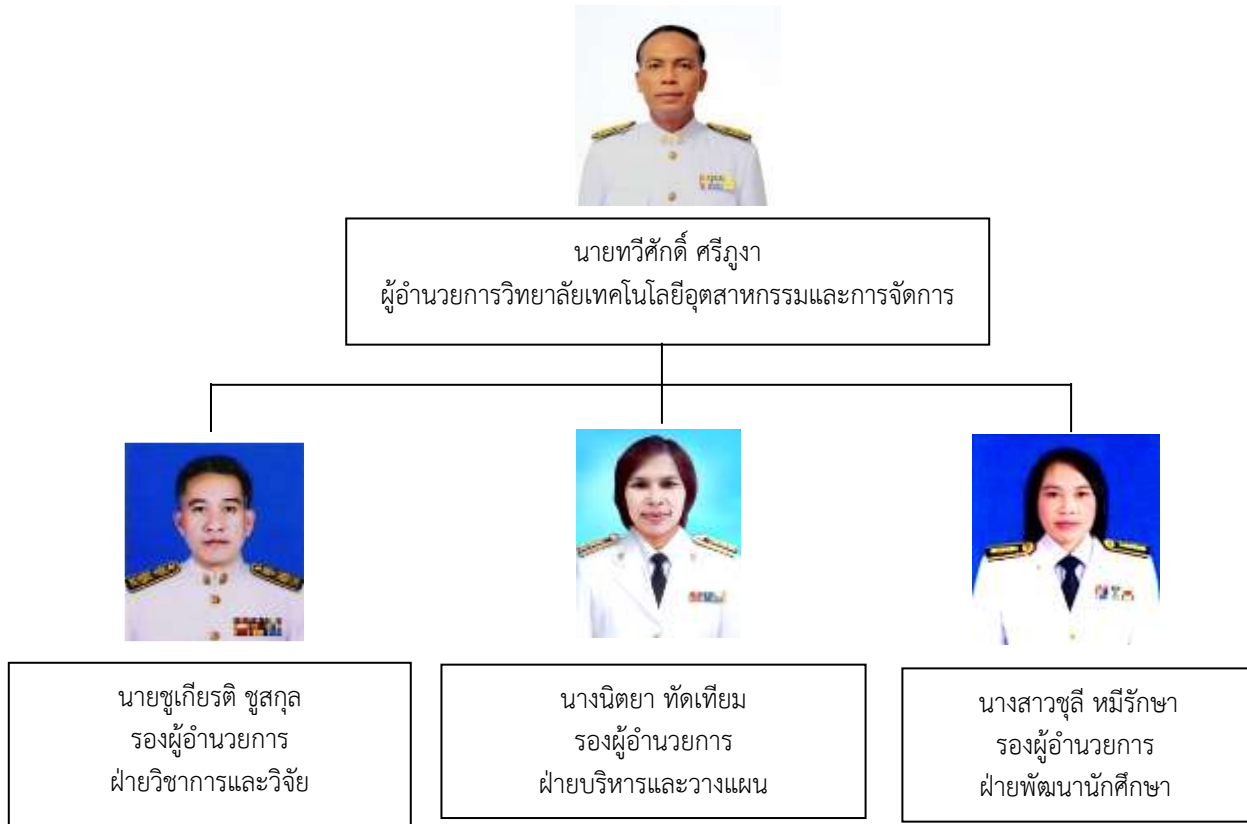 นายทวีศักดิ์ ศรีภูงา
ผู้อำนวยการวิทยาลัยเทคโนโลยีอุตสาหกรรมและการจัดการ
นายชูเกียรติ ชูสกุล
รองผู้อำนวยการ
ฝ่ายวิชาการและวิจัย
นางนิตยา ทัดเทียม
รองผู้อำนวยการ
ฝ่ายบริหารและวางแผน
นางสาวชุลี หมีรักษา
รองผู้อำนวยการ
ฝ่ายพัฒนานักศึกษา